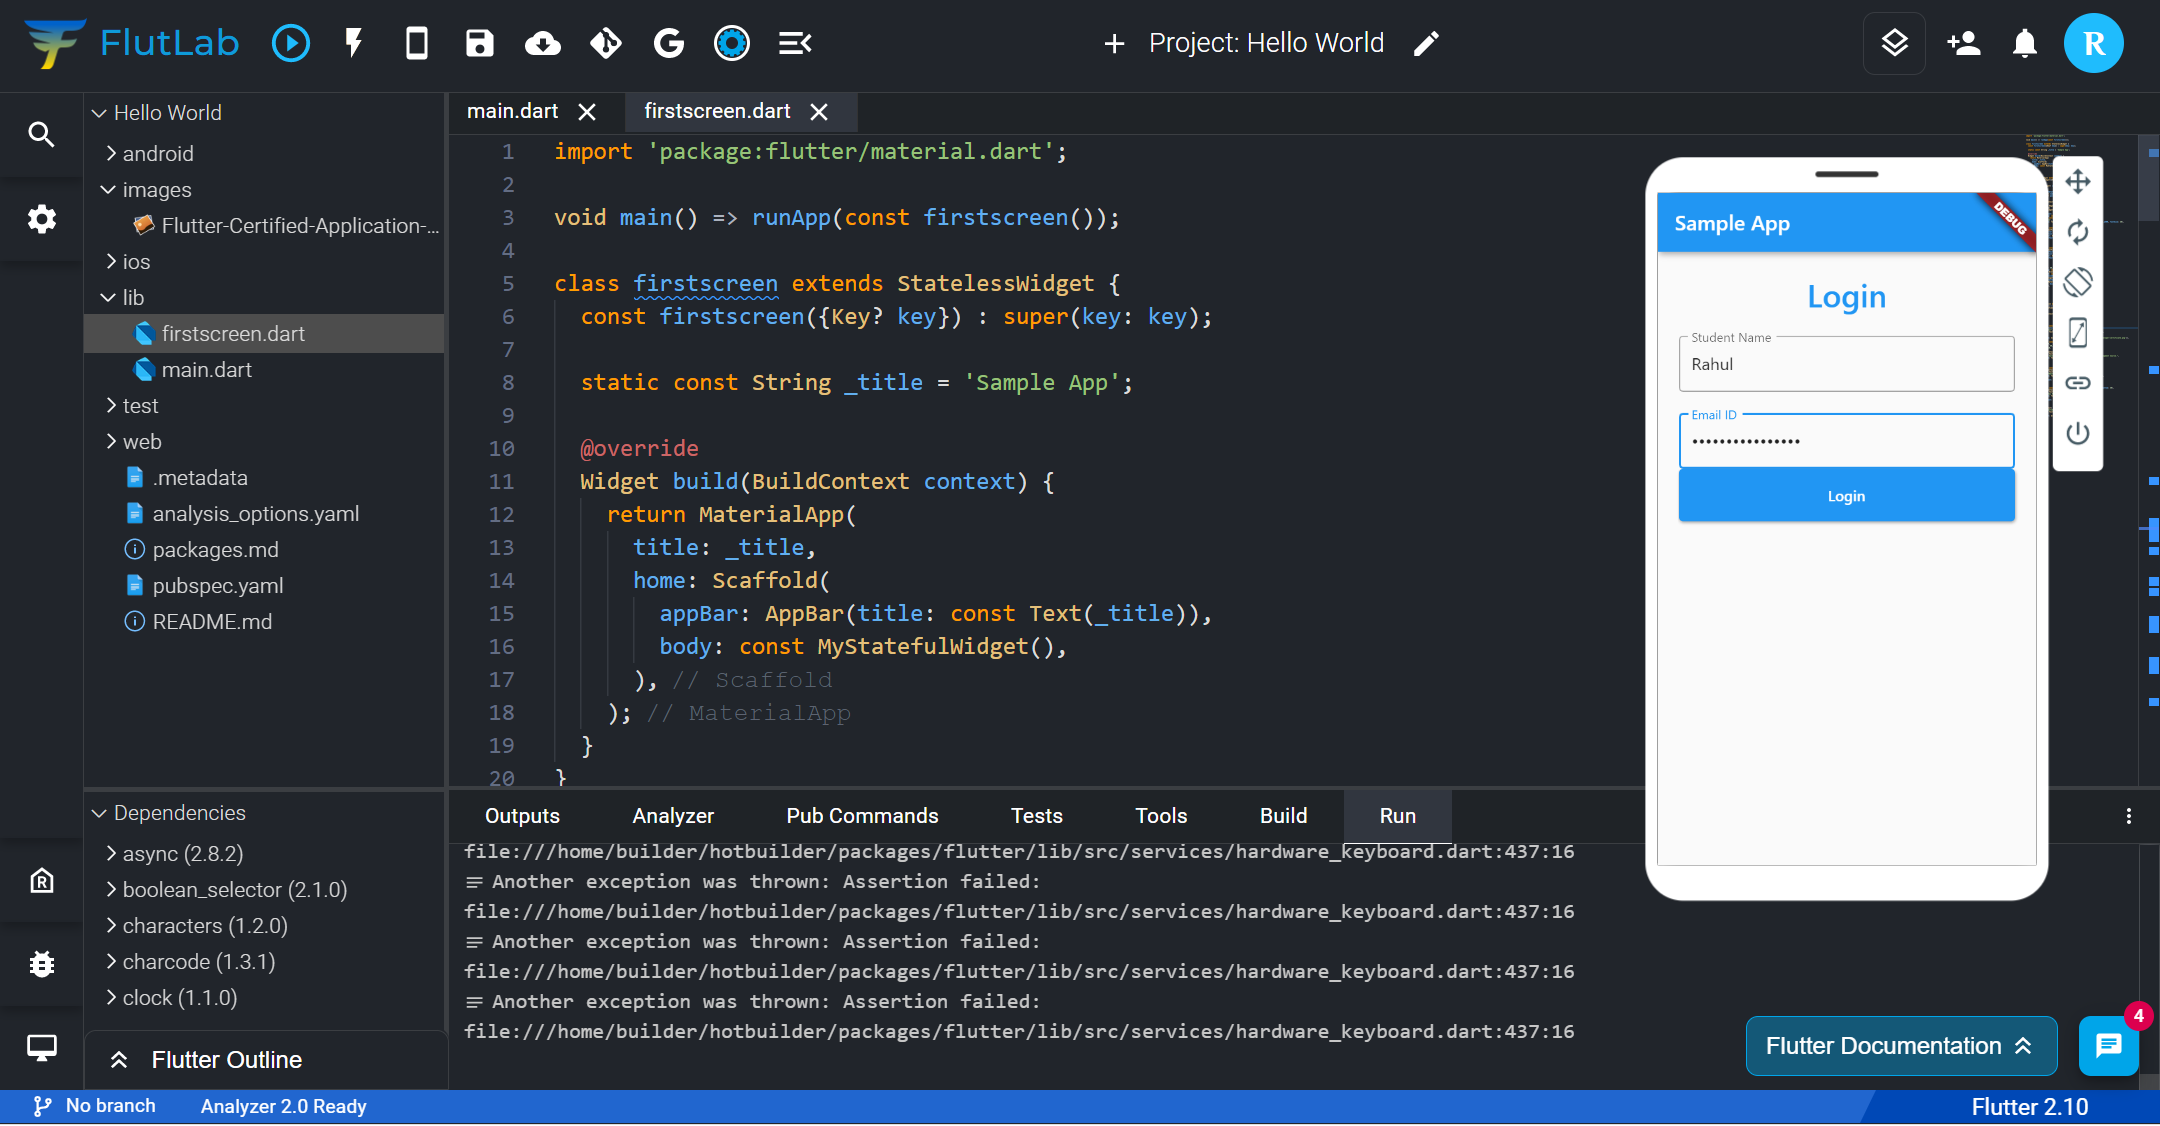 FlutLab
Project: Hello World
R
Hello World
android
images
Flutter-Certified-Application-...
ios
lib
firstscreen.dart
main.dart
test
web
.metadata
analysis_options.yaml
packages.md
pubspec.yaml
README.md
Dependencies
async (2.8.2)
boolean_selector (2.1.0)
characters (1.2.0)
charcode (1.3.1)
clock (1.1.0)
Flutter Outline
main.dart
firstscreen.dart
1 import 'package:flutter/material.dart';
2
3 void main() => runApp(const firstscreen());
4
5 class firstscreen extends StatelessWidget {
6 const firstscreen({Key? key}) : super(key: key);
7
8 static const String _title = 'Sample App';
9
10 @override
11 Widget build(BuildContext context) {
12 return MaterialApp(
13 title: _title,
14 home: Scaffold(
15 appBar: AppBar(title: const Text(_title)),
16 body: const MyStatefulWidget(),
17 ), // Scaffold
18 ); // MaterialApp
19 }
20 }
Sample App
DEBUG
Login
Student Name
Rahul
Email ID
••••••••••••••••
Login
Outputs Analyzer Pub Commands Tests Tools Build Run
file:///home/builder/hotbuilder/packages/flutter/lib/src/services/hardware_keyboard.dart:437:16
Another exception was thrown: Assertion failed:
file:///home/builder/hotbuilder/packages/flutter/lib/src/services/hardware_keyboard.dart:437:16
Another exception was thrown: Assertion failed:
file:///home/builder/hotbuilder/packages/flutter/lib/src/services/hardware_keyboard.dart:437:16
Another exception was thrown: Assertion failed:
file:///home/builder/hotbuilder/packages/flutter/lib/src/services/hardware_keyboard.dart:437:16
Flutter Documentation
4
No branch
Analyzer 2.0 Ready
Flutter 2.10